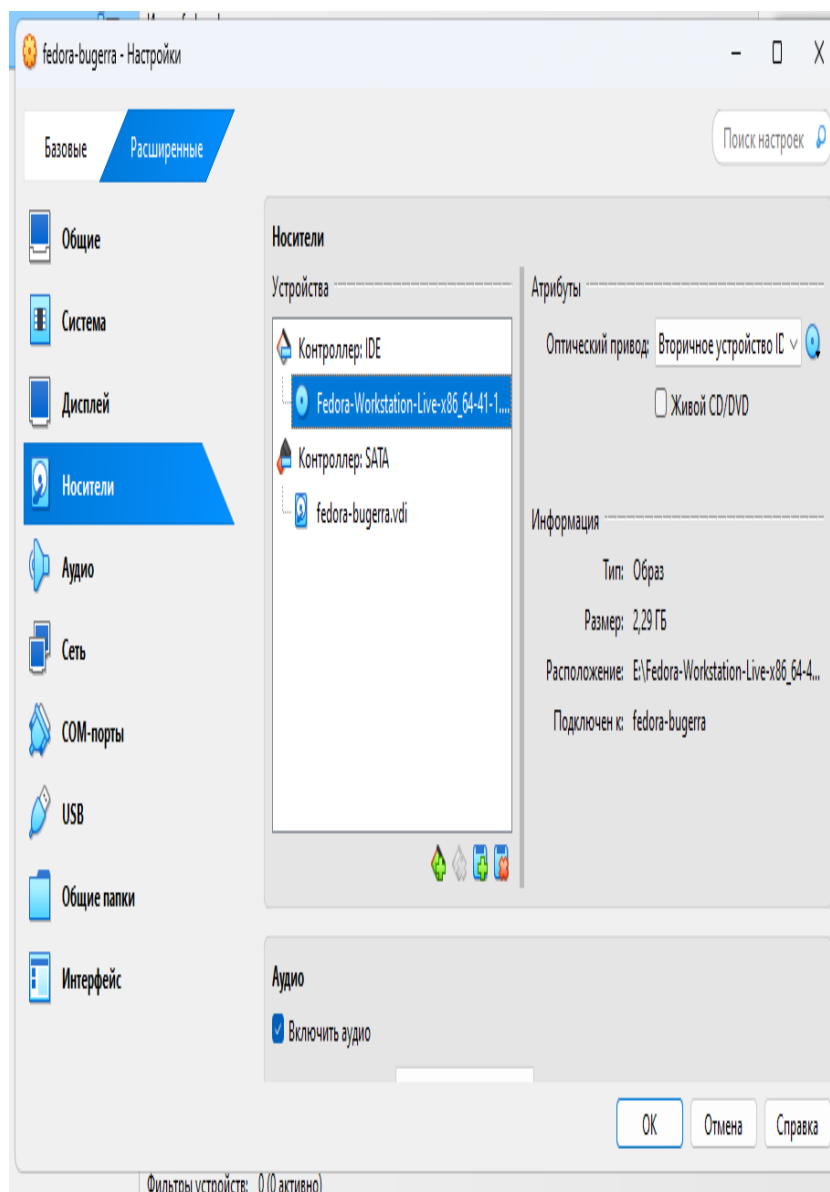 fedora-bugerra - Настройки
Базовые
Расширенные
Поиск настроек
Общие
Система
Дисплей
Носители
Аудио
Сеть
COM-порты
USB
Общие папки
Интерфейс
Носители
Устройства
Контроллер: IDE
Fedora-Workstation-Live-x86_64-41-1....
Контроллер: SATA
fedora-bugerra.vdi
Атрибуты
Оптический привод: Вторичное устройство ID
Живой CD/DVD
Информация
Тип: Образ
Размер: 2,29 ГБ
Расположение: E:\Fedora-Workstation-Live-x86_64-4...
Подключен к: fedora-bugerra
Аудио
Включить аудио
OK
Отмена
Справка
Фильтры устройств: 0 (0 активно)